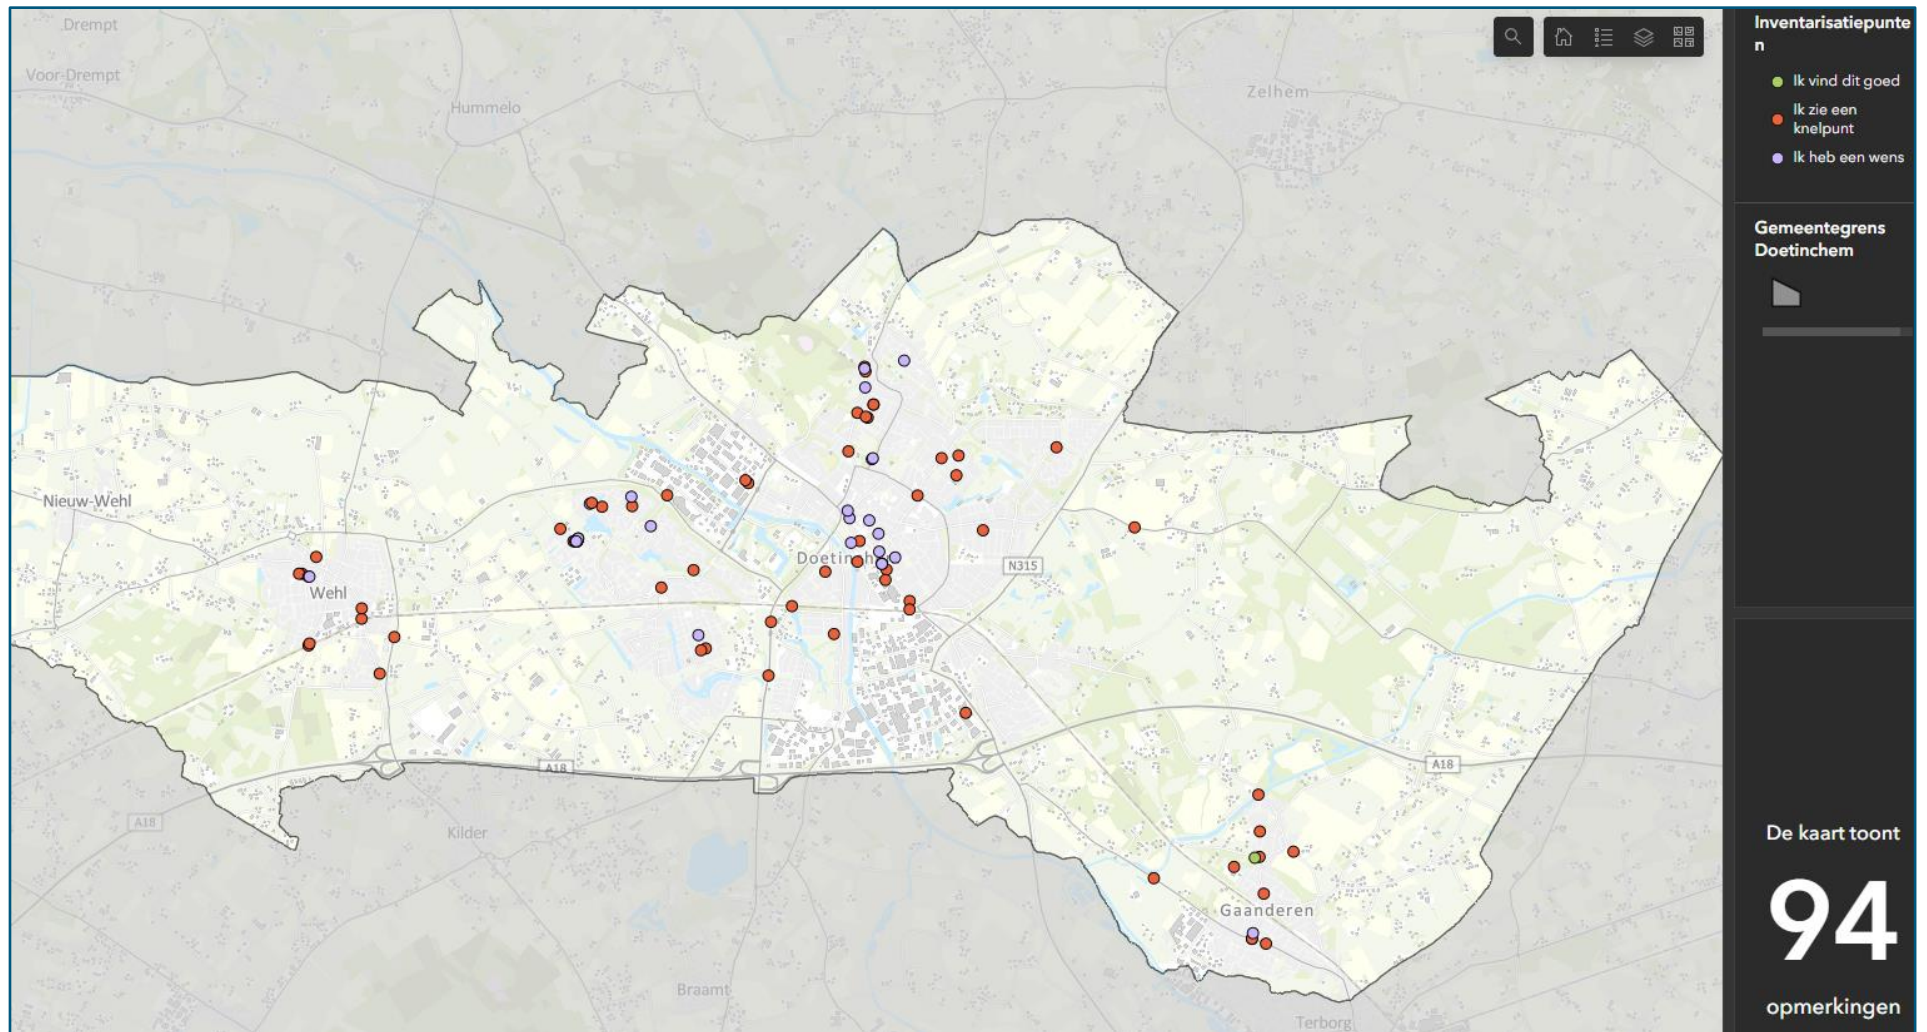 Drempt
Voor-Drempt
Hummelo
Zelhem
Nieuw-Wehl
Wehl
Doetinche
N315
A18
A18
A18
Kilder
Gaanderen
Braamt
Terborg
Inventarisatiepunte
n
Ik vind dit goed
Ik zie een
knelpunt
Ik heb een wens
Gemeentegrens
Doetinchem
De kaart toont
94
opmerkingen